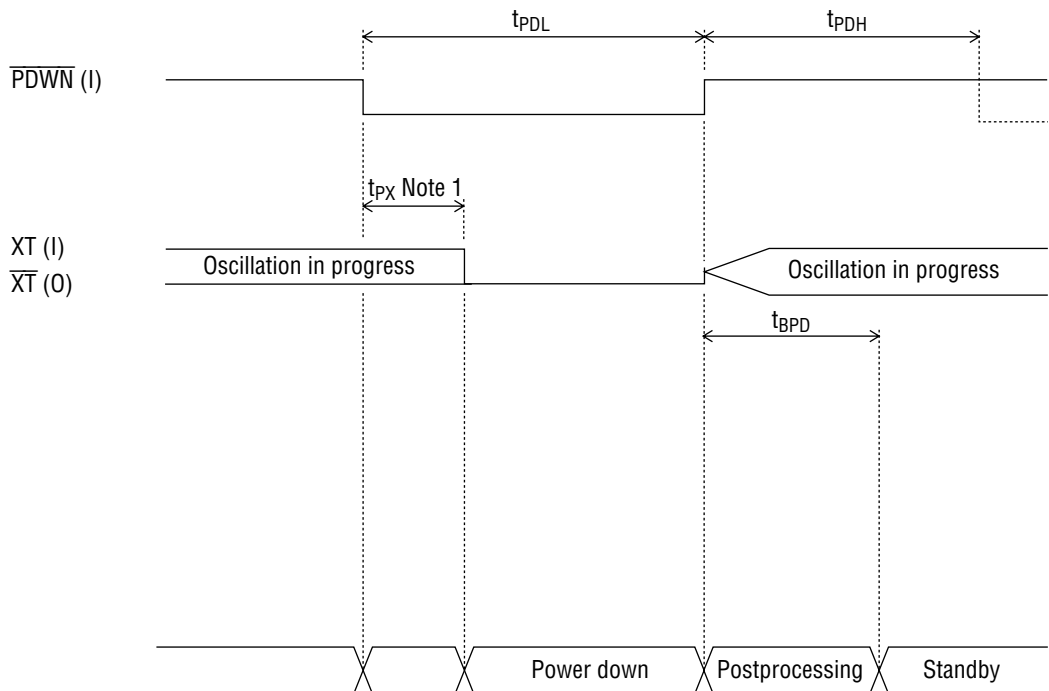 tPDL tPDH
PDWN (I)
tPX Note 1
XT (I)
Oscillation in progress Oscillation in progress
XT (O)
tBPD
Power down Postprocessing Standby